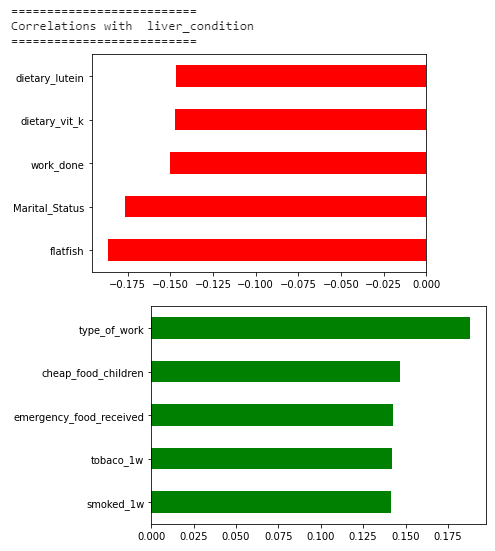 ==========================
Correlations with  liver_condition
==========================
dietary_lutein
dietary_vit_k
work_done
Marital_Status
flatfish
−0.175 −0.150 −0.125 −0.100 −0.075 −0.050 −0.025 0.000
type_of_work
cheap_food_children
emergency_food_received
tobaco_1w
smoked_1w
0.000 0.025 0.050 0.075 0.100 0.125 0.150 0.175